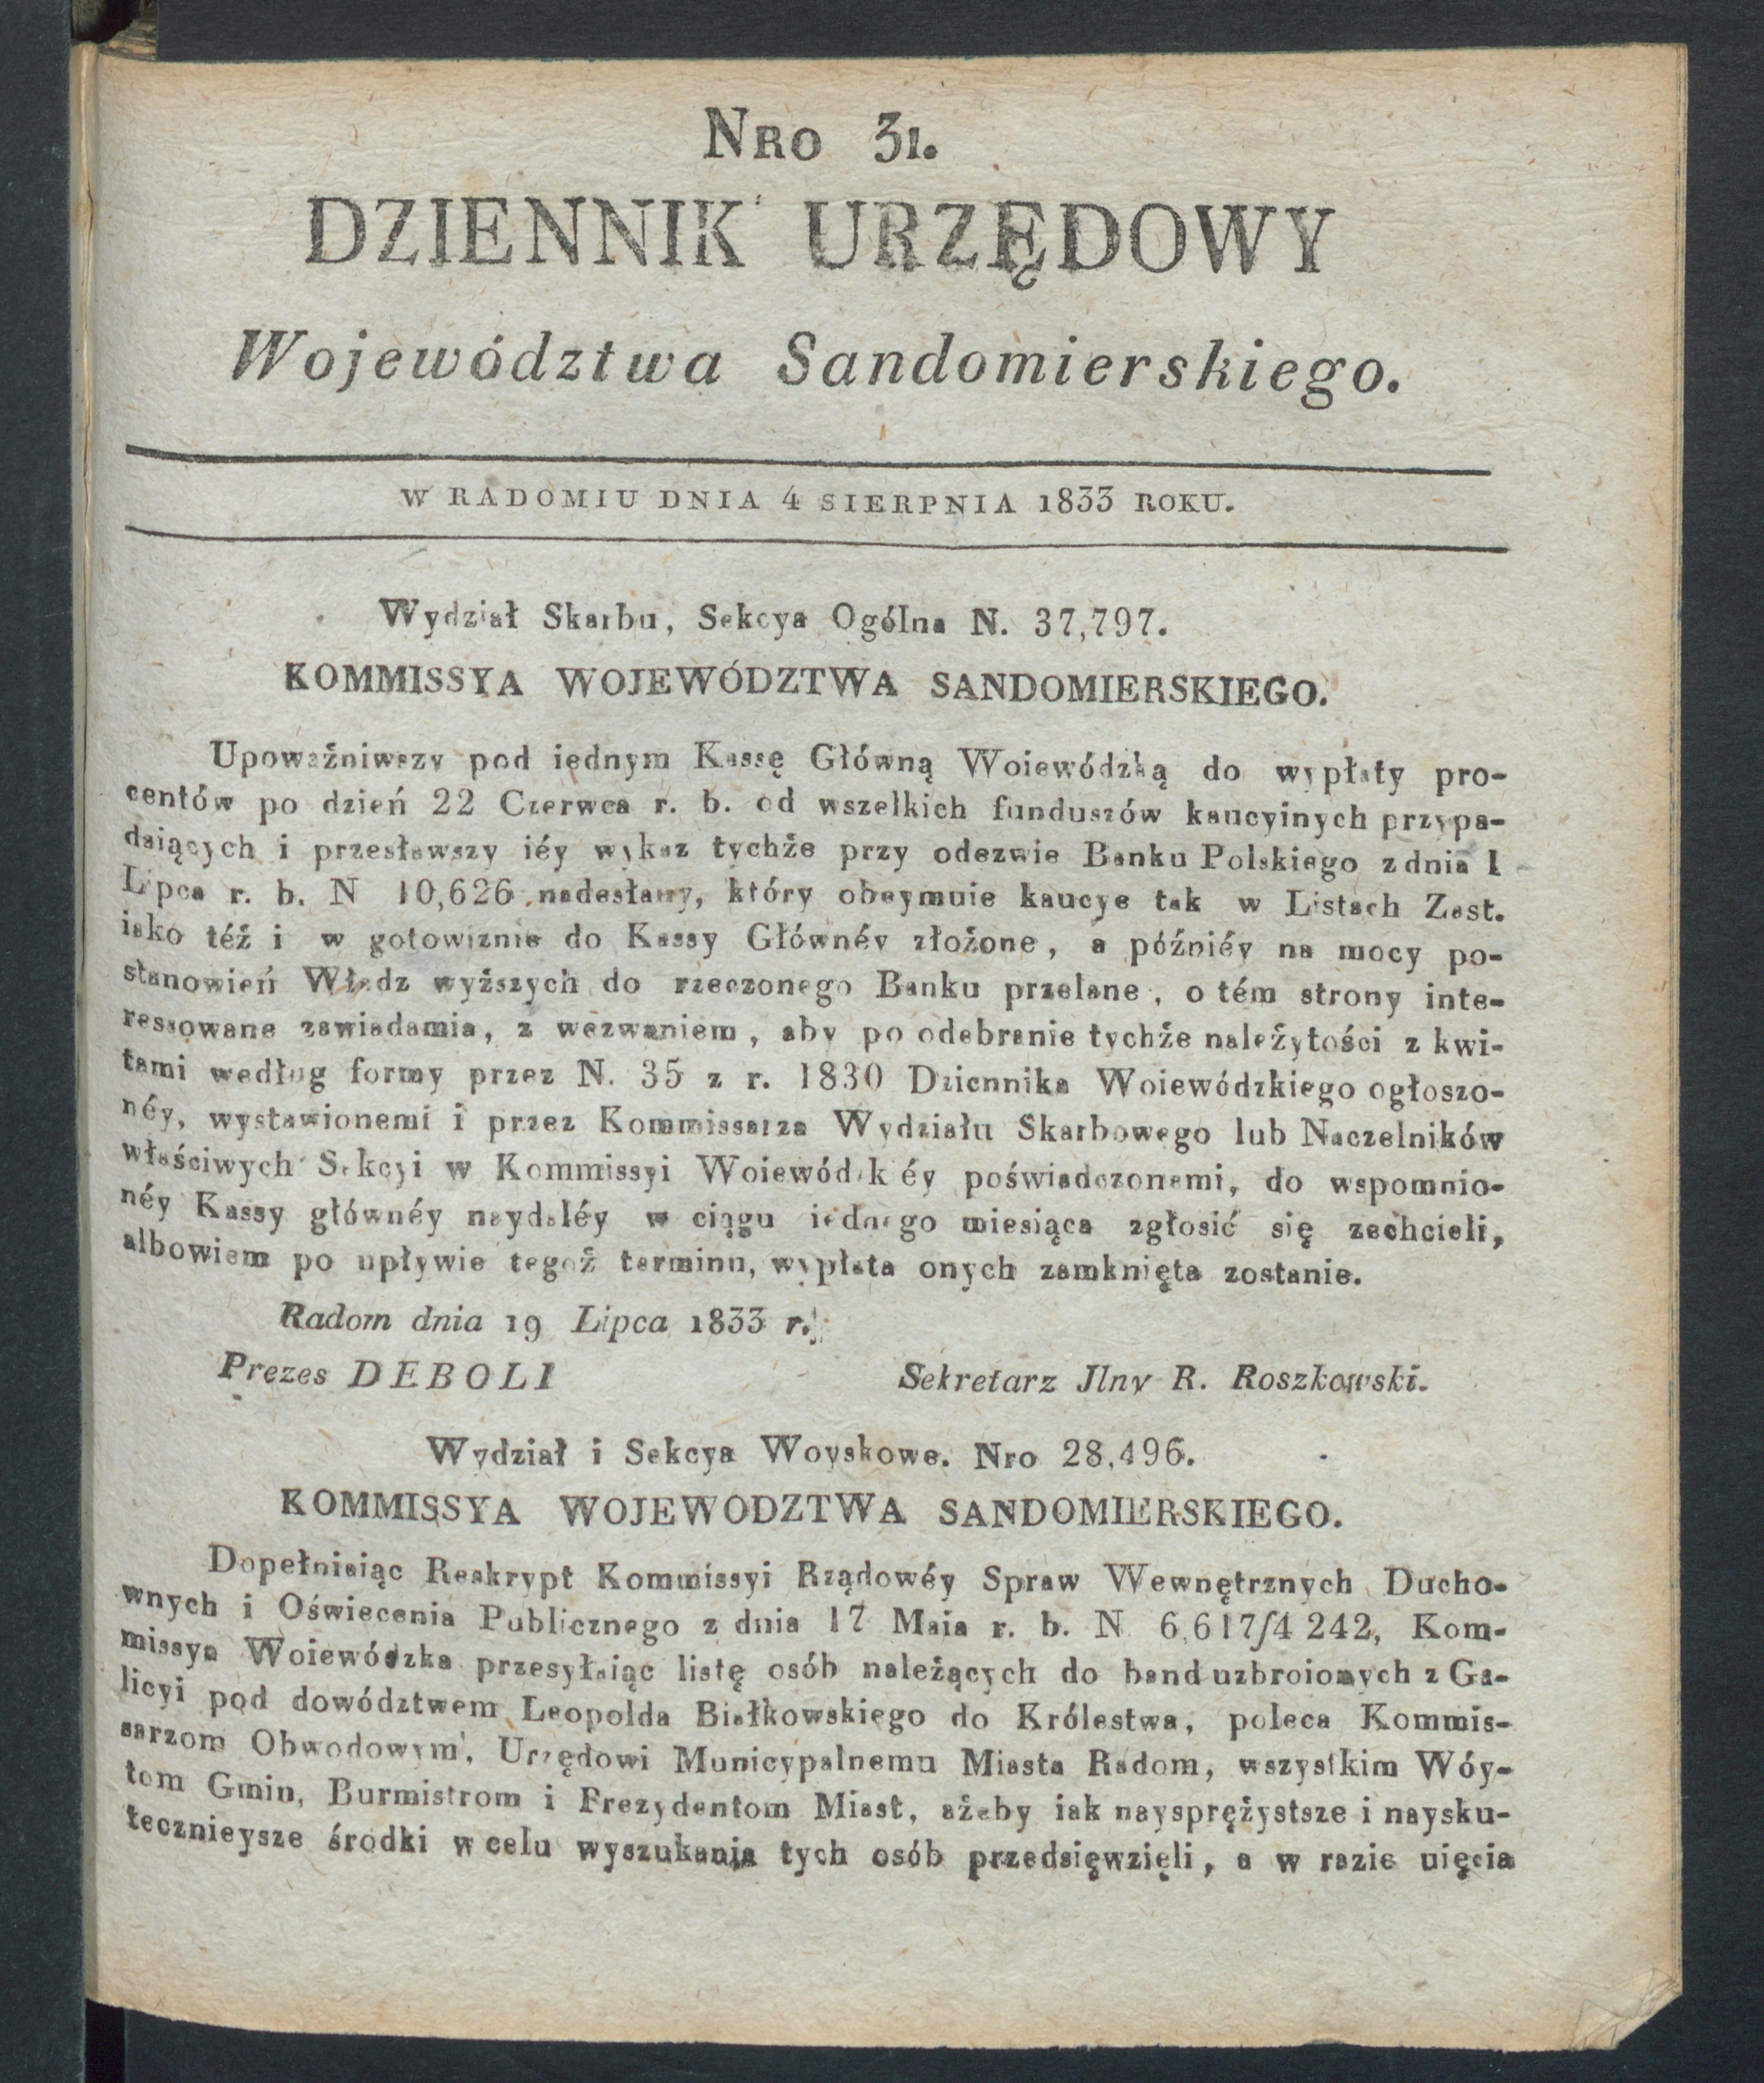 Nro 31.
DZIENNIK URZĘDOWY
Województwa Sandomierskiego.
W RADOMIU DNIA 4 SIERPNIA 1833 ROKU.
Wydział Skarbu, Sekcya Ogólna N. 37,797.
KOMMISSYA WOJEWÓDZTWA SANDOMIERSKIEGO.
Upoważniwszy pod iednym Kassę Główną Woiewódzką do wypłaty pro-
centów po dzień 22 Czerwca r. b. od wszelkich funduszów kaucyinych przypa-
daiących i przesławszy iéy wykaz tychże przy odezwie Banku Polskiego z dnia 1
Lipca r. b. N 10,626 nadesłany, który obeymuie kaucye tak w Listach Zast.
iako téż i w gotowiznie do Kassy Głównéy złożone, a późniéy na mocy po-
stanowień Władz wyższych do rzeczonego Banku przelane, o tém strony inte-
ressowane zawiadamia, z wezwaniem, aby po odebranie tychże należytości z kwi-
tami według formy przez N. 35 z r. 1830 Dziennika Woiewódzkiego ogłoszo-
néy, wystawionemi i przez Kommissarza Wydziału Skarbowego lub Naczelników
właściwych Sekcyi w Kommissyi Woiewódzkéy poświadczonemi, do wspomnio-
néy Kassy głównéy naydaléy w ciągu iednego miesiąca zgłosić się zechcieli,
albowiem po upływie tegoż terminu, wypłata onych zamknięta zostanie.
Radom dnia 19 Lipca 1833 r.
Prezes DEBOLI Sekretarz Jlny R. Roszkowski.
Wydział i Sekcya Woyskowe. Nro 28,496.
KOMMISSYA WOJEWODZTWA SANDOMIERSKIEGO.
Dopełniaiąc Reskrypt Kommissyi Rządowéy Spraw Wewnętrznych Ducho-
wnych i Oświecenia Publicznego z dnia 17 Maia r. b. N 6,617/4 242, Kom-
missya Woiewódzka przesyłaiąc listę osób należących do band uzbroionych z Ga-
licyi pod dowództwem Leopolda Białkowskiego do Królestwa, poleca Kommis-
sarzom Obwodowym, Urzędowi Municypalnemu Miasta Radom, wszystkim Wóy-
tom Gmin, Burmistrom i Prezydentom Miast, ażeby iak naysprężystsze i naysku-
tecznieysze środki w celu wyszukania tych osób przedsięwzięli, a w razie uięcia